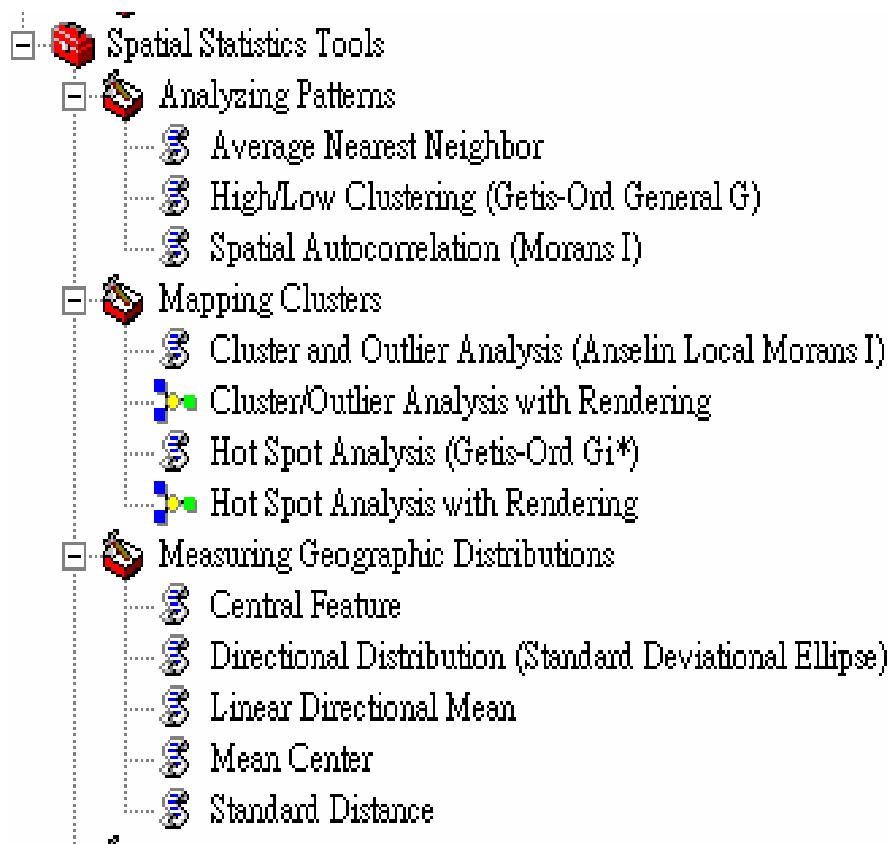 Spatial Statistics Tools
Analyzing Patterns
Average Nearest Neighbor
High/Low Clustering (Getis-Ord General G)
Spatial Autocorrelation (Morans I)
Mapping Clusters
Cluster and Outlier Analysis (Anselin Local Morans I)
Cluster/Outlier Analysis with Rendering
Hot Spot Analysis (Getis-Ord Gi*)
Hot Spot Analysis with Rendering
Measuring Geographic Distributions
Central Feature
Directional Distribution (Standard Deviational Ellipse)
Linear Directional Mean
Mean Center
Standard Distance